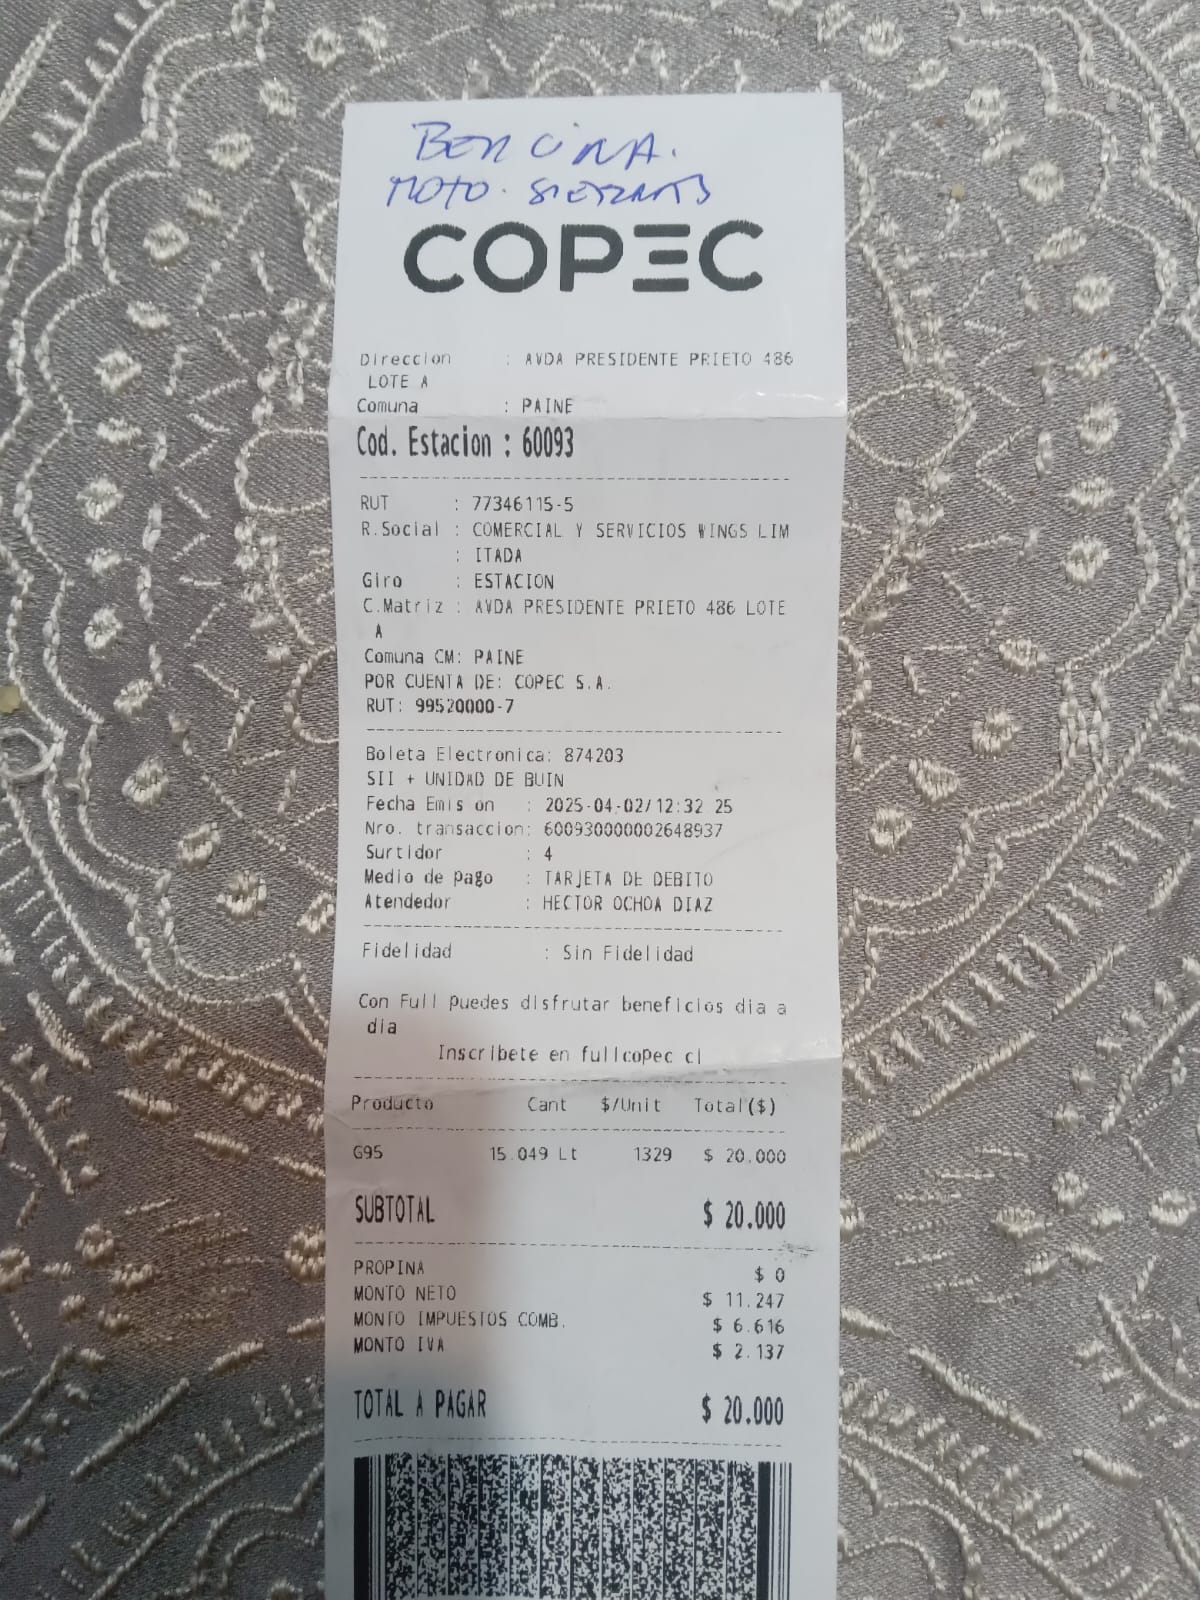 BENCINA.
MOTO. SIERRAS
COPEC
Direccion : AVDA PRESIDENTE PRIETO 486
LOTE A
Comuna : PAINE
Cod. Estacion : 60093
RUT : 77346115-5
R.Social : COMERCIAL Y SERVICIOS WINGS LIM
: ITADA
Giro : ESTACION
C.Matriz : AVDA PRESIDENTE PRIETO 486 LOTE
A
Comuna CM: PAINE
POR CUENTA DE: COPEC S.A.
RUT: 99520000-7
Boleta Electronica: 874203
SII + UNIDAD DE BUIN
Fecha Emis on : 2025-04-02/12:32 25
Nro. transaccion: 600930000002648937
Surtidor : 4
Medio de pago : TARJETA DE DEBITO
Atendedor : HECTOR OCHOA DIAZ
Fidelidad : Sin Fidelidad
Con Full puedes disfrutar beneficios dia a
dia
Inscribete en fullcopec cl
Producto Cant $/Unit Total($)
G95 15.049 Lt 1329 $ 20.000
SUBTOTAL $ 20.000
PROPINA $ 0
MONTO NETO $ 11.247
MONTO IMPUESTOS COMB. $ 6.616
MONTO IVA $ 2.137
TOTAL A PAGAR $ 20.000